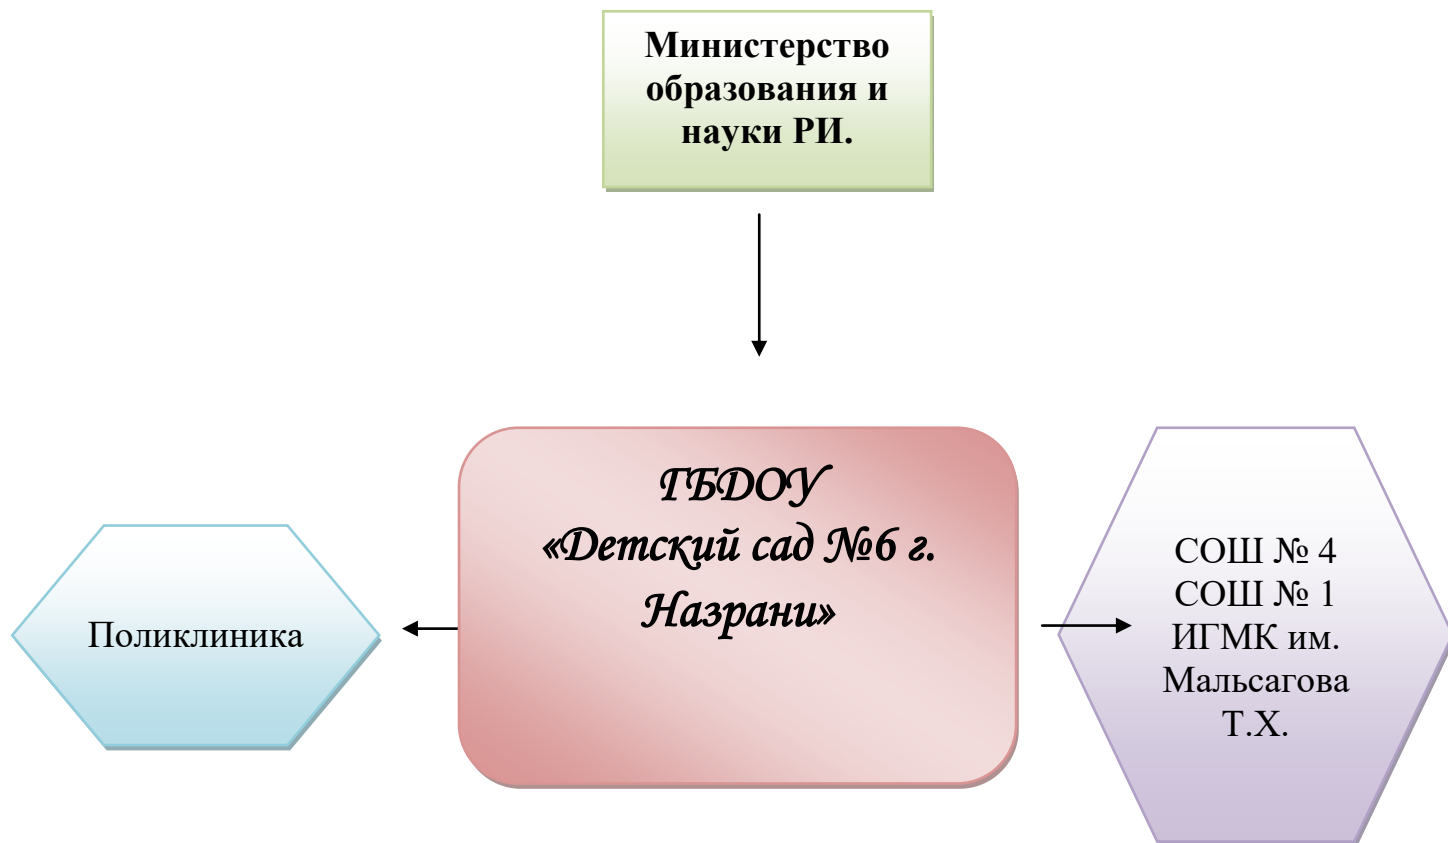 Министерство
образования и
науки РИ.
ГБДОУ
«Детский сад №6 г.
Назрани»
Поликлиника
СОШ № 4
СОШ № 1
ИГМК им.
Мальсагова
Т.Х.